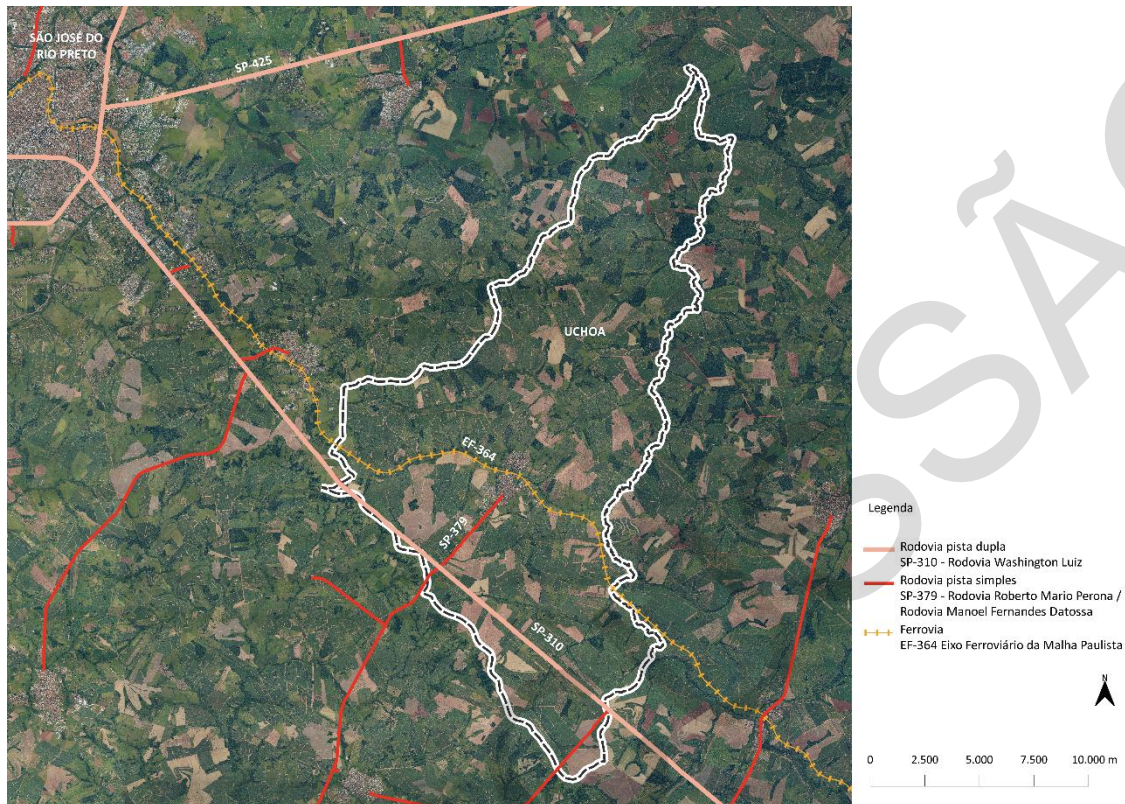 SÃO JOSÉ DO
RIO PRETO
SP-425
UCHOA
EF-364
SP-379
SP-310
Legenda
Rodovia pista dupla
SP-310 - Rodovia Washington Luiz
Rodovia pista simples
SP-379 - Rodovia Roberto Mario Perona /
Rodovia Manoel Fernandes Datossa
Ferrovia
EF-364 Eixo Ferroviário da Malha Paulista
N
0 2.500 5.000 7.500 10.000 m
SSÃO